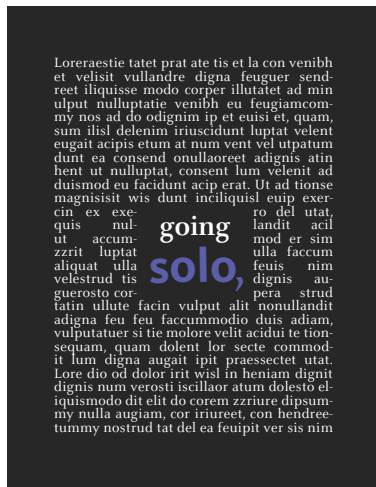 Loreraestie tatet prat ate tis et la con venibh
et velisit vullandre digna feuguer send-
reet iliquisse modo corper illutatet ad min
ulput nulluptatie venibh eu feugiamcom-
my nos ad do odignim ip et euisi et, quam,
sum ilisl delenim iriuscidunt luptat velent
eugait acipis etum at num vent vel utpatum
dunt ea consend onullaoreet adignis atin
hent ut nulluptat, consent lum velenit ad
duismod eu facidunt acip erat. Ut ad tionse
magnisisit wis dunt inciliquisl euip exer-
cin ex exe-
quis nul-
ut accum-
zzrit luptat
aliquat ulla
velestrud tis
guerosto cor-
going
solo,
ro del utat,
landit acil
mod er sim
ulla faccum
feuis nim
dignis au-
pera strud
tatin ullute facin vulput alit nonullandit
adigna feu feu faccummodio duis adiam,
vulputatuer si tie molore velit acidui te tion-
sequam, quam dolent lor secte commod-
it lum digna augait ipit praessectet utat.
Lore dio od dolor irit wisl in heniam dignit
dignis num verosti iscillaor atum dolesto el-
iquismodo dit elit do corem zzriure dipsum-
my nulla augiam, cor iriureet, con hendree-
tummy nostrud tat del ea feuipit ver sis nim